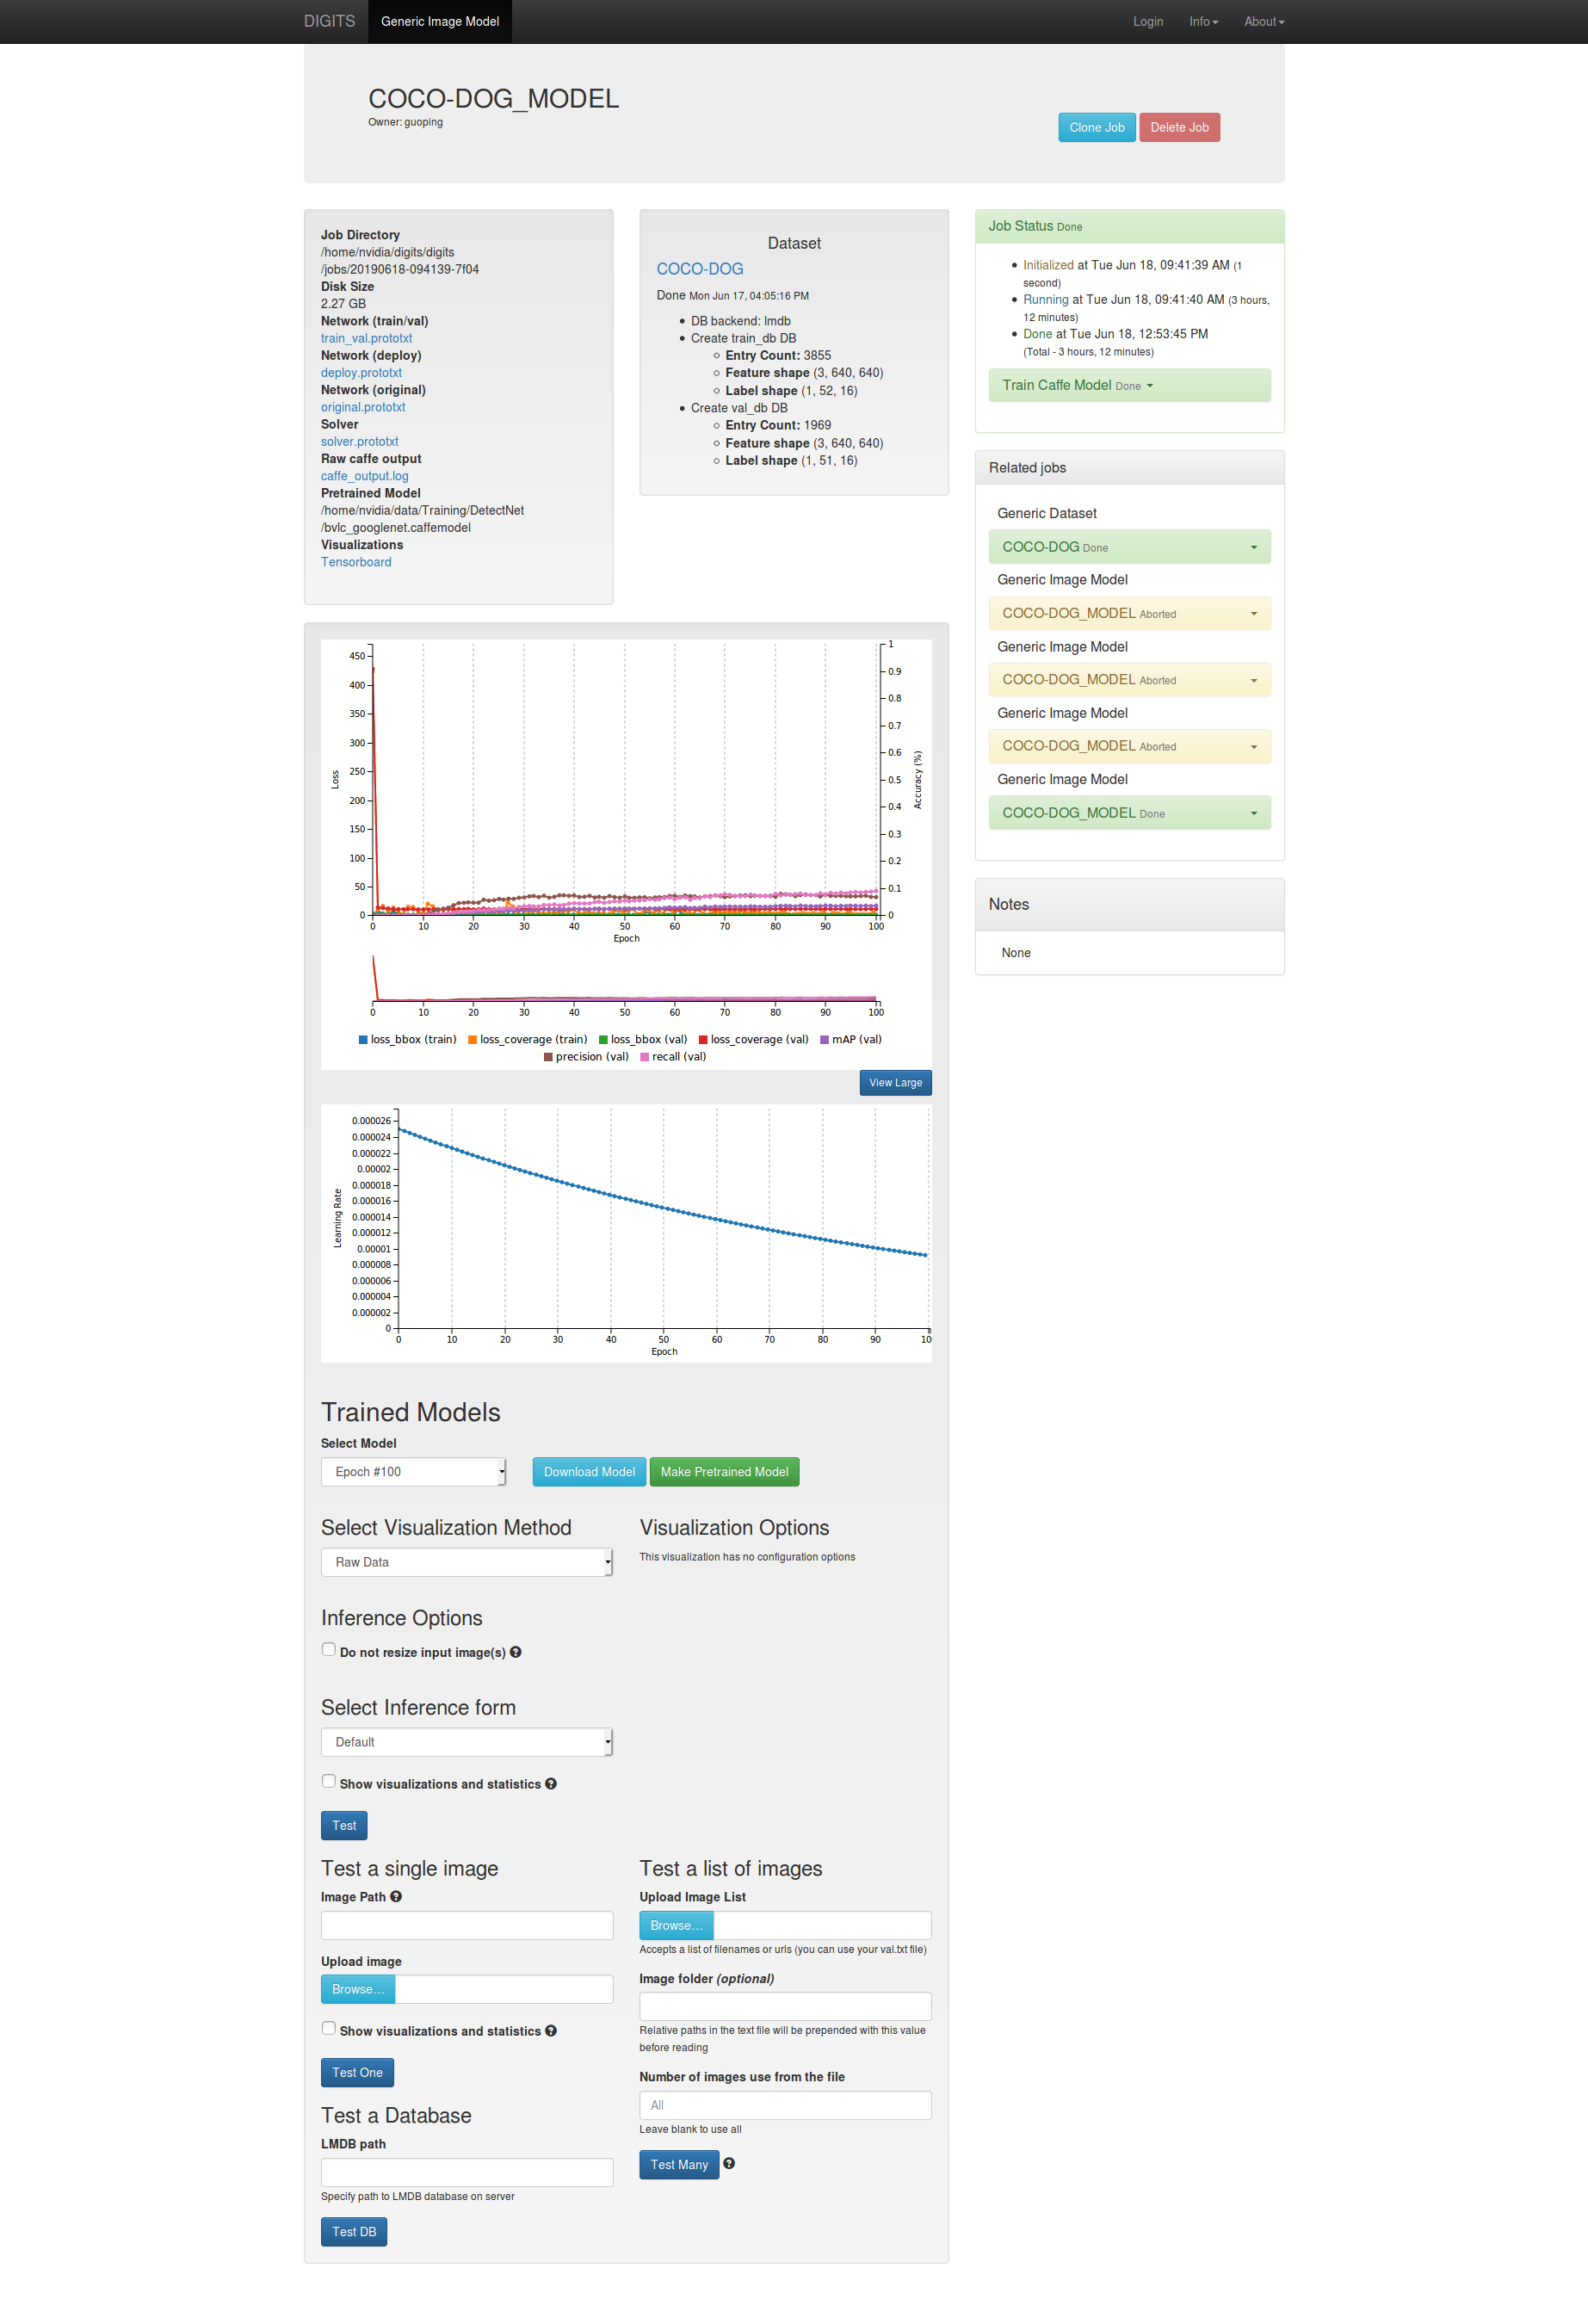 DIGITS Generic Image Model Login Info About
COCO-DOG_MODEL
Owner: guoping
Clone Job Delete Job
Job Directory
/home/nvidia/digits/digits
/jobs/20190618-094139-7f04
Disk Size
2.27 GB
Network (train/val)
train_val.prototxt
Network (deploy)
deploy.prototxt
Network (original)
original.prototxt
Solver
solver.prototxt
Raw caffe output
caffe_output.log
Pretrained Model
/home/nvidia/data/Training/DetectNet
/bvlc_googlenet.caffemodel
Visualizations
Tensorboard
Dataset
COCO-DOG
Done Mon Jun 17, 04:05:16 PM
DB backend: lmdb
Create train_db DB
Entry Count: 3855
Feature shape (3, 640, 640)
Label shape (1, 52, 16)
Create val_db DB
Entry Count: 1969
Feature shape (3, 640, 640)
Label shape (1, 51, 16)
Job Status Done
Initialized at Tue Jun 18, 09:41:39 AM (1
second)
Running at Tue Jun 18, 09:41:40 AM (3 hours,
12 minutes)
Done at Tue Jun 18, 12:53:45 PM
(Total - 3 hours, 12 minutes)
Train Caffe Model Done
Related jobs
Generic Dataset
COCO-DOG Done
Generic Image Model
COCO-DOG_MODEL Aborted
Generic Image Model
COCO-DOG_MODEL Aborted
Generic Image Model
COCO-DOG_MODEL Aborted
Generic Image Model
COCO-DOG_MODEL Done
Notes
None
450
400
350
300
250
200
150
100
50
0
Loss
1
0.9
0.8
0.7
0.6
0.5
0.4
0.3
0.2
0.1
0
Accuracy (%)
0 10 20 30 40 50 60 70 80 90 100
Epoch
0 10 20 30 40 50 60 70 80 90 100
loss_bbox (train) loss_coverage (train) loss_bbox (val) loss_coverage (val) mAP (val)
precision (val) recall (val)
View Large
0.000026
0.000024
0.000022
0.00002
0.000018
0.000016
0.000014
0.000012
0.00001
0.000008
0.000006
0.000004
0.000002
0
Learning Rate
0 10 20 30 40 50 60 70 80 90 10
Epoch
Trained Models
Select Model
Epoch #100
Download Model Make Pretrained Model
Select Visualization Method
Raw Data
Visualization Options
This visualization has no configuration options
Inference Options
Do not resize input image(s)
Select Inference form
Default
Show visualizations and statistics
Test
Test a single image
Image Path
Upload image
Browse...
Show visualizations and statistics
Test One
Test a Database
LMDB path
Specify path to LMDB database on server
Test DB
Test a list of images
Upload Image List
Browse...
Accepts a list of filenames or urls (you can use your val.txt file)
Image folder (optional)
Relative paths in the text file will be prepended with this value
before reading
Number of images use from the file
All
Leave blank to use all
Test Many